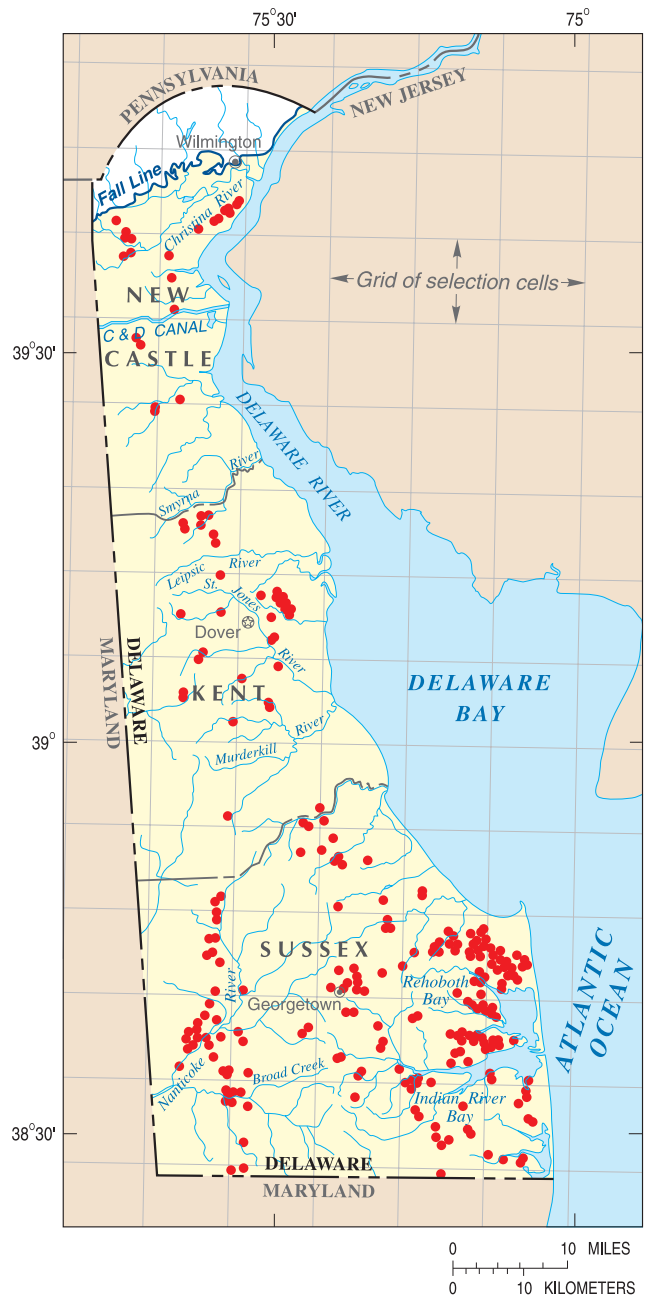 75°30'
75°
PENNSYLVANIA
NEW JERSEY
Wilmington
Fall Line
Christina River
Grid of selection cells
NEW
C & D CANAL
39°30'
CASTLE
DELAWARE RIVER
Smyrna River
Leipsic River
St. Jones River
Dover
MARYLAND
DELAWARE
KENT
DELAWARE
BAY
39°
Murderkill River
SUSSEX
ATLANTIC
OCEAN
Rehoboth
Bay
Georgetown
Nanticoke River
Broad Creek
Indian River
Bay
38°30'
DELAWARE
MARYLAND
0 10 MILES
0 10 KILOMETERS